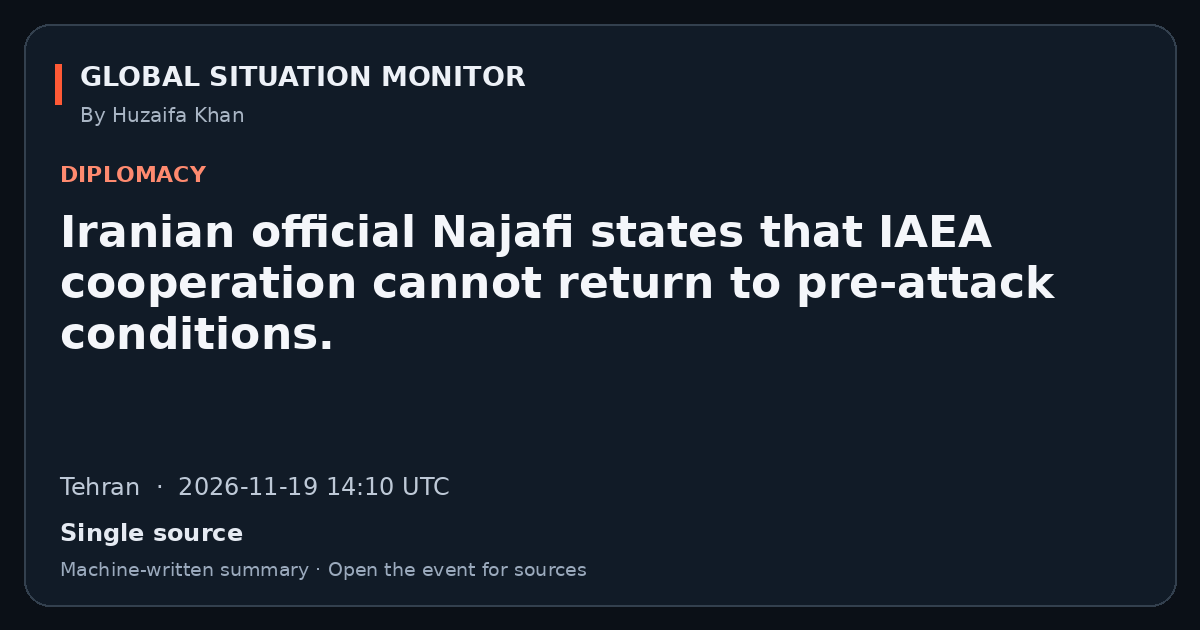 GLOBAL SITUATION MONITOR
By Huzaifa Khan
DIPLOMACY
Iranian official Najafi states that IAEA
cooperation cannot return to pre-attack
conditions.
Tehran · 2026-11-19 14:10 UTC
Single source
Machine-written summary · Open the event for sources